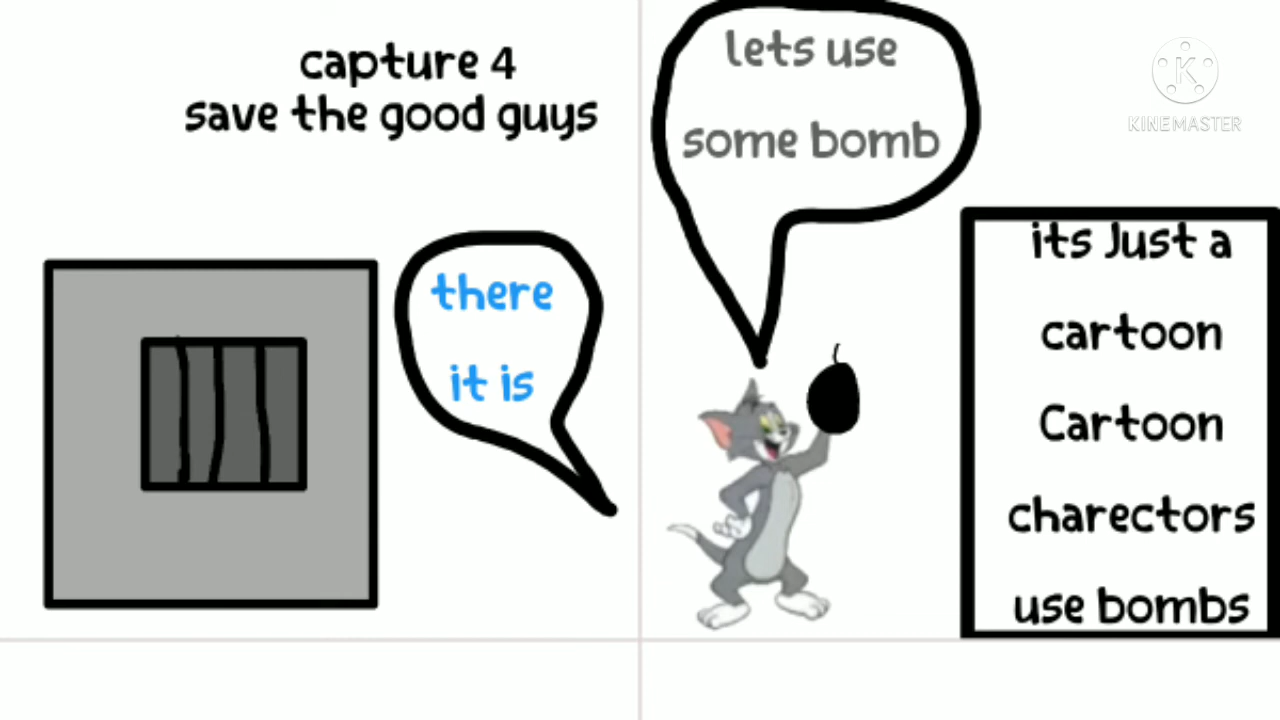 capture 4
save the good guys
there
it is
lets use
some bomb
KINEMASTER
its Just a
cartoon
Cartoon
charectors
use bombs